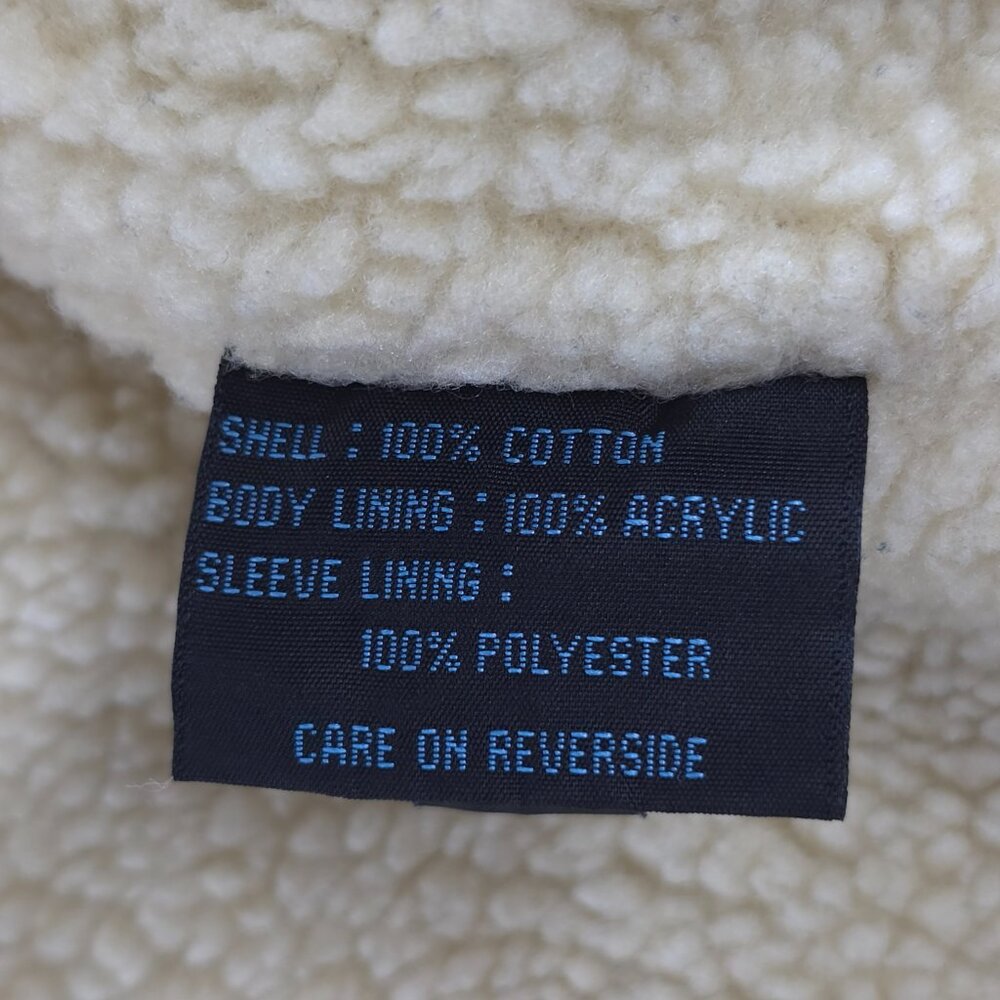 SHELL : 100% COTTON
BODY LINING : 100% ACRYLIC
SLEEVE LINING :
100% POLYESTER
CARE ON REVERSIDE